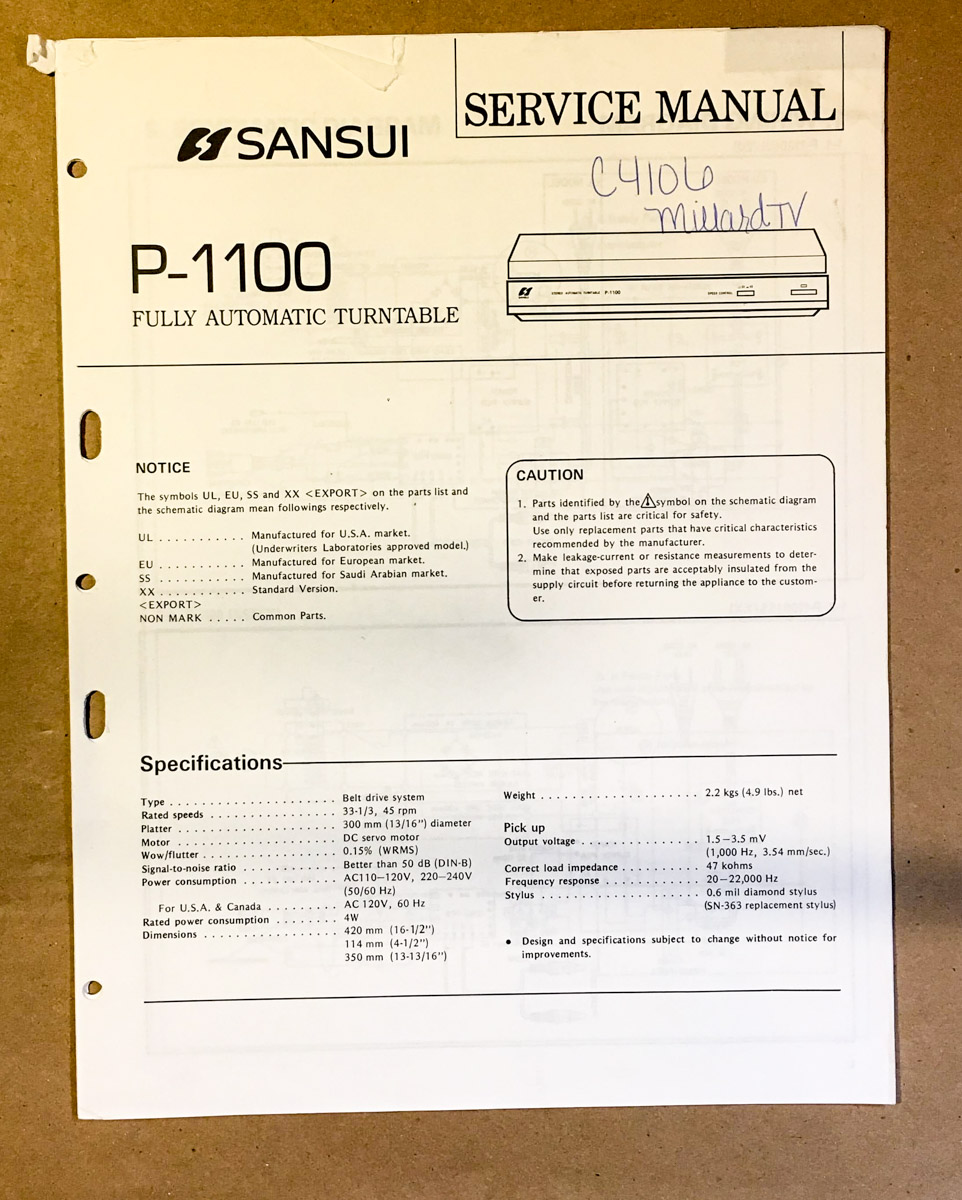 SERVICE MANUAL
SANSUI
C4106
Millard TV
P-1100
FULLY AUTOMATIC TURNTABLE
STEREO AUTOMATIC TURNTABLE P-1100
SPEED CONTROL
NOTICE
The symbols UL, EU, SS and XX <EXPORT> on the parts list and
the schematic diagram mean followings respectively.
UL . . . . . . . . . . . Manufactured for U.S.A. market.
(Underwriters Laboratories approved model.)
EU . . . . . . . . . . . Manufactured for European market.
SS . . . . . . . . . . . Manufactured for Saudi Arabian market.
XX . . . . . . . . . . . Standard Version.
<EXPORT>
NON MARK . . . . . Common Parts.
CAUTION
1. Parts identified by the ⚠ symbol on the schematic diagram
and the parts list are critical for safety.
Use only replacement parts that have critical characteristics
recommended by the manufacturer.
2. Make leakage-current or resistance measurements to deter-
mine that exposed parts are acceptably insulated from the
supply circuit before returning the appliance to the custom-
er.
Specifications
Type . . . . . . . . . . . . . . . . . . . . . . Belt drive system
Rated speeds . . . . . . . . . . . . . . . . 33-1/3, 45 rpm
Platter . . . . . . . . . . . . . . . . . . . . . 300 mm (13/16") diameter
Motor . . . . . . . . . . . . . . . . . . . . . DC servo motor
Wow/flutter . . . . . . . . . . . . . . . . . 0.15% (WRMS)
Signal-to-noise ratio . . . . . . . . . . . . Better than 50 dB (DIN-B)
Power consumption . . . . . . . . . . . . AC110–120V, 220–240V
(50/60 Hz)
For U.S.A. & Canada . . . . . . . . . AC 120V, 60 Hz
Rated power consumption . . . . . . . . 4W
Dimensions . . . . . . . . . . . . . . . . . . 420 mm (16-1/2")
114 mm (4-1/2")
350 mm (13-13/16")
Weight . . . . . . . . . . . . . . . . . . . . . 2.2 kgs (4.9 lbs.) net
Pick up
Output voltage . . . . . . . . . . . . . . . . 1.5–3.5 mV
(1,000 Hz, 3.54 mm/sec.)
Correct load impedance . . . . . . . . . . . 47 kohms
Frequency response . . . . . . . . . . . . . 20–22,000 Hz
Stylus . . . . . . . . . . . . . . . . . . . . . 0.6 mil diamond stylus
(SN-363 replacement stylus)
• Design and specifications subject to change without notice for
improvements.